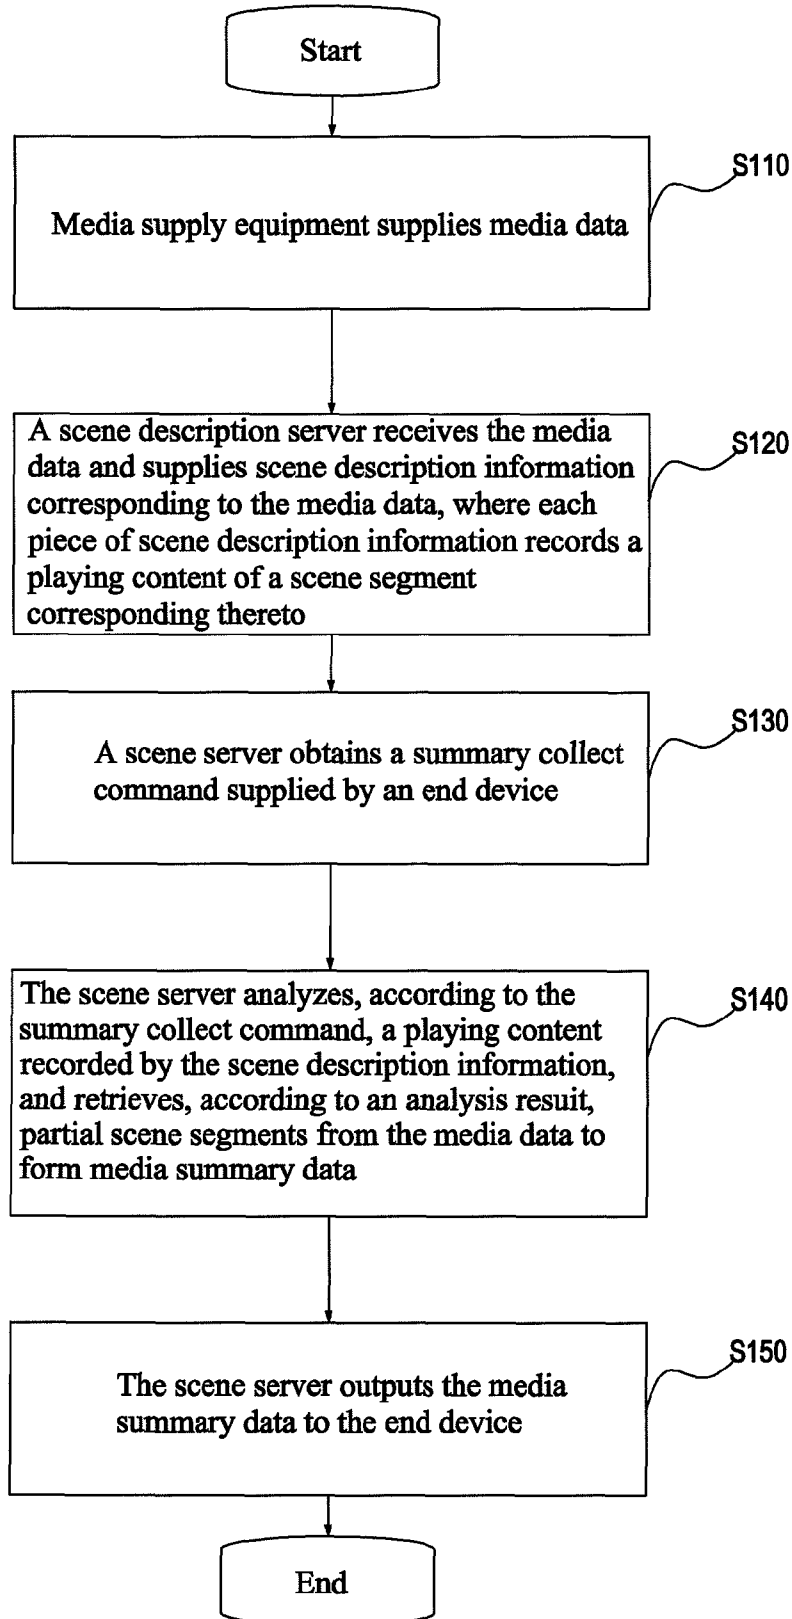 Start
S110
Media supply equipment supplies media data
S120
A scene description server receives the media
data and supplies scene description information
corresponding to the media data, where each
piece of scene description information records a
playing content of a scene segment
corresponding thereto
S130
A scene server obtains a summary collect
command supplied by an end device
S140
The scene server analyzes, according to the
summary collect command, a playing content
recorded by the scene description information,
and retrieves, according to an analysis resuit,
partial scene segments from the media data to
form media summary data
S150
The scene server outputs the media
summary data to the end device
End